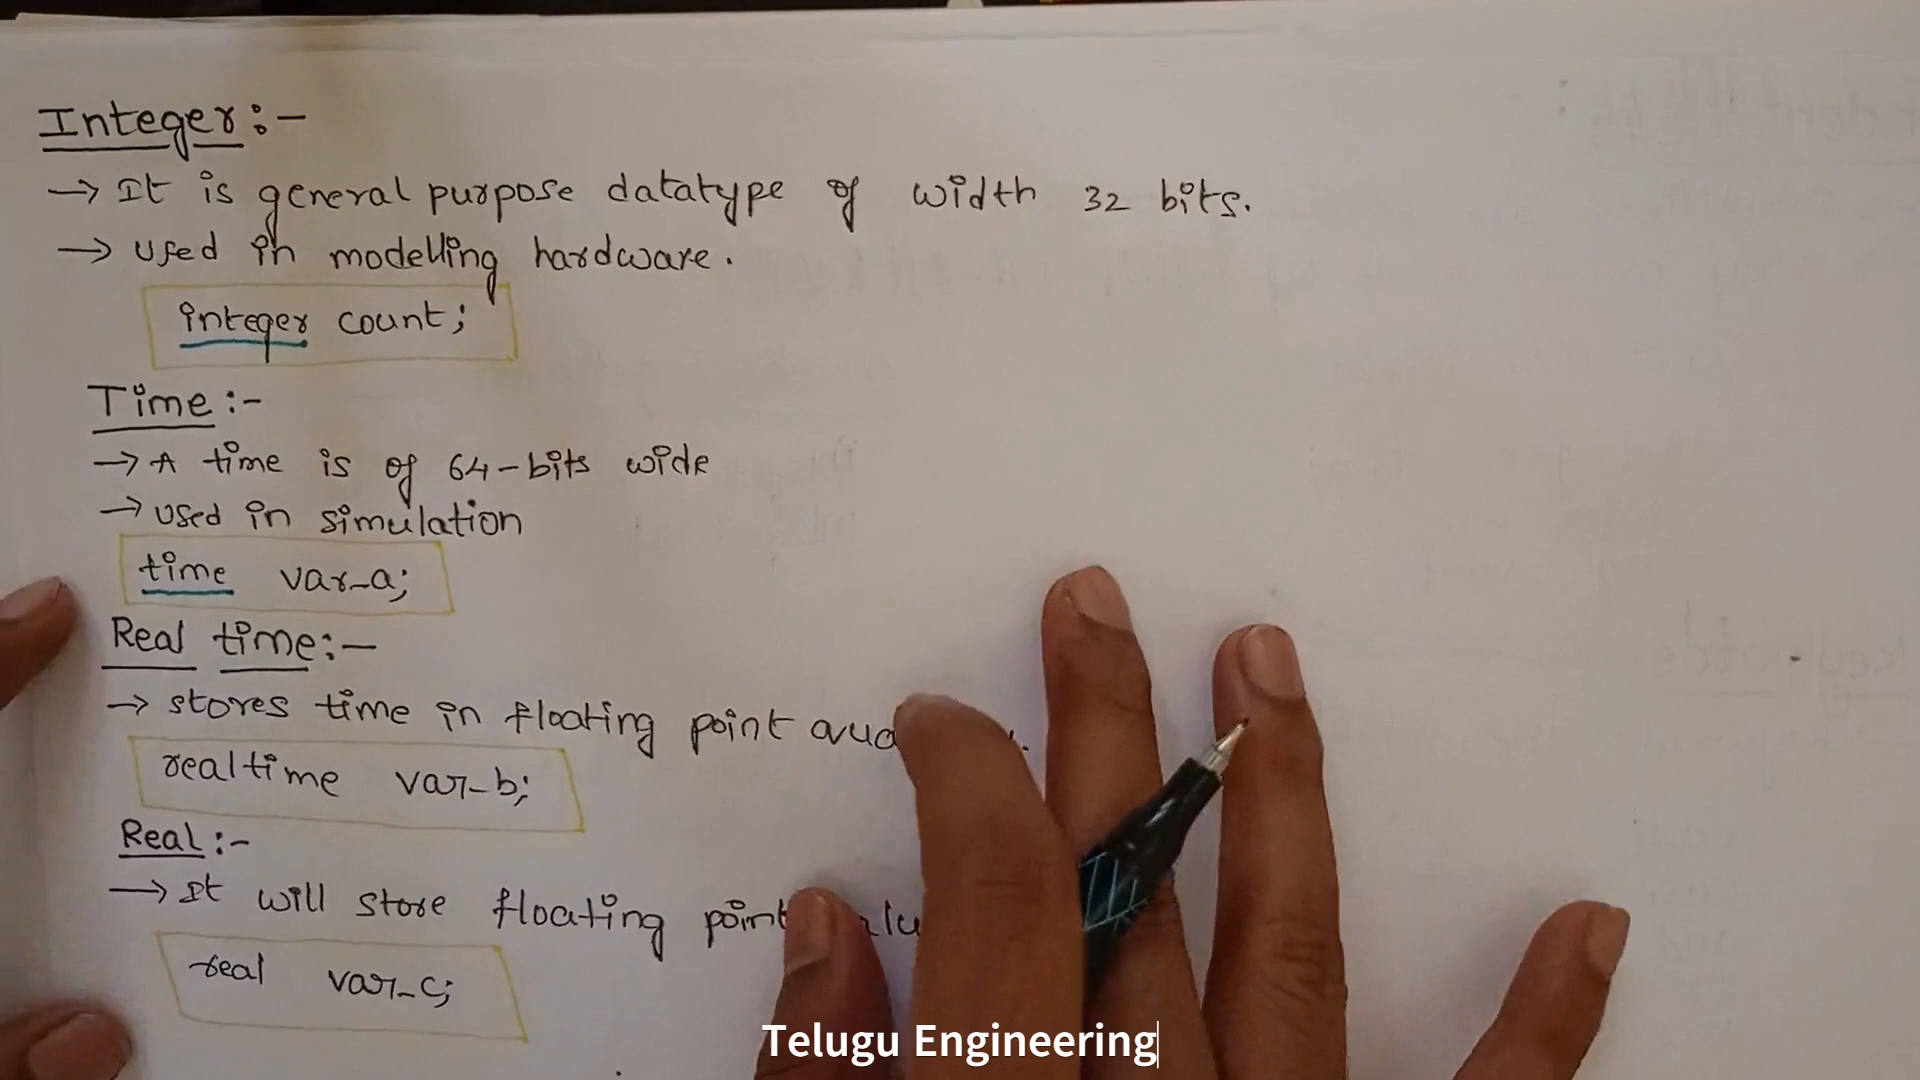 Integer:-
→ It is general purpose datatype of width 32 bits.
→ used in modelling hardware.
integer count;
Time:-
→ A time is of 64-bits wide
→ used in simulation
time var_a;
Real time:-
→ stores time in floating point
realtime var_b;
Real:-
→ It will store floating point
real var_c;
Telugu Engineering